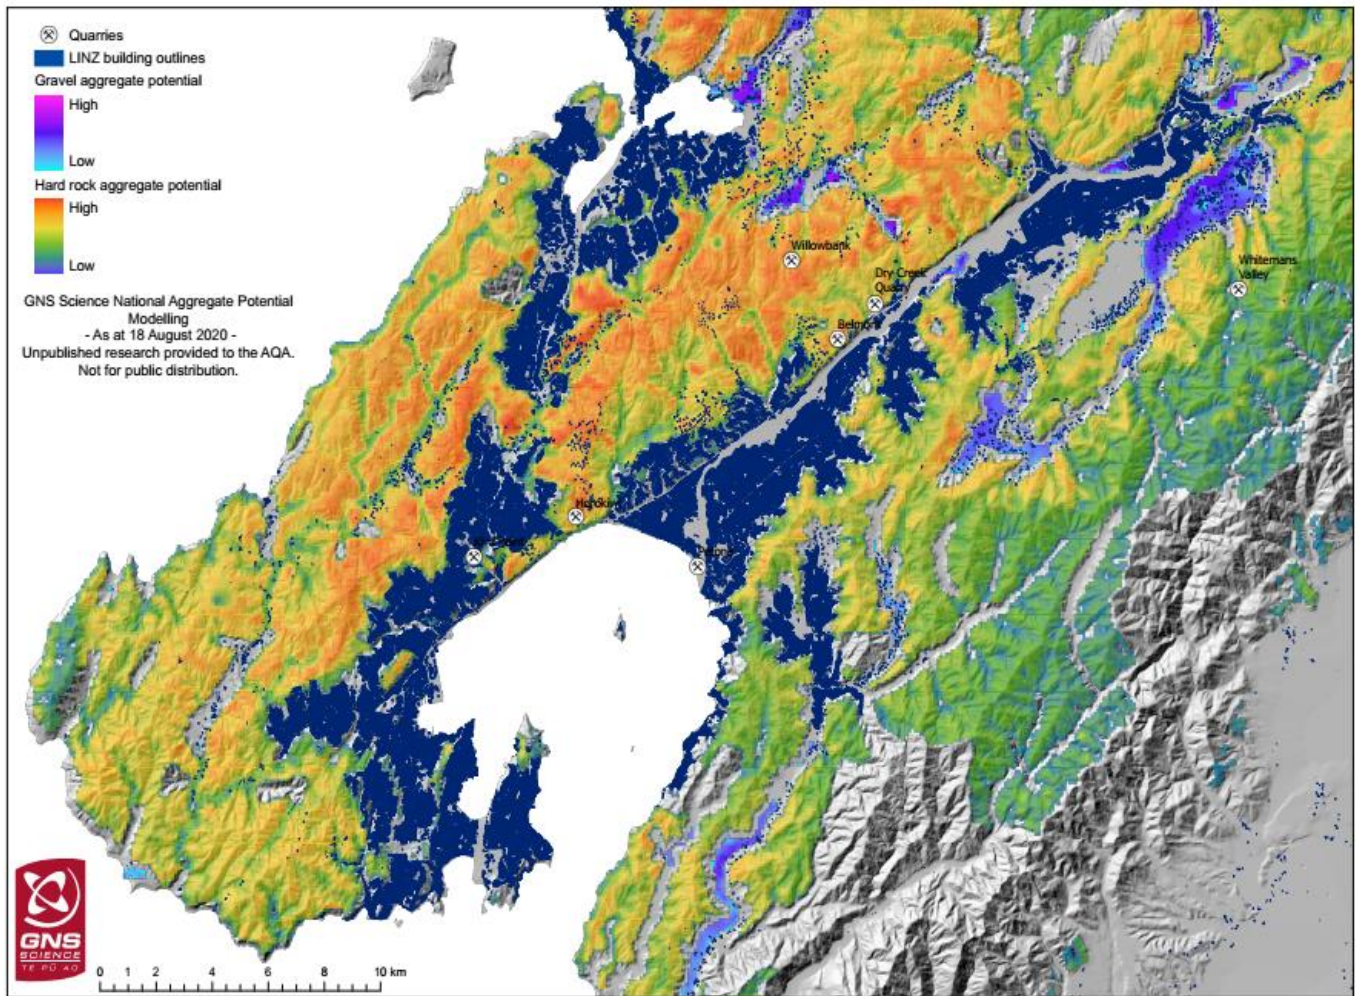 Quarries
LINZ building outlines
Gravel aggregate potential
High
Low
Hard rock aggregate potential
High
Low
GNS Science National Aggregate Potential
Modelling
- As at 18 August 2020 -
Unpublished research provided to the AQA.
Not for public distribution.
Willowbank
Dry Creek
Quarry
Whitemans
Valley
Belmont
Horokiwi
Petone
GNS
SCIENCE
TE PŪ AO
0 1 2 4 6 8 10 km